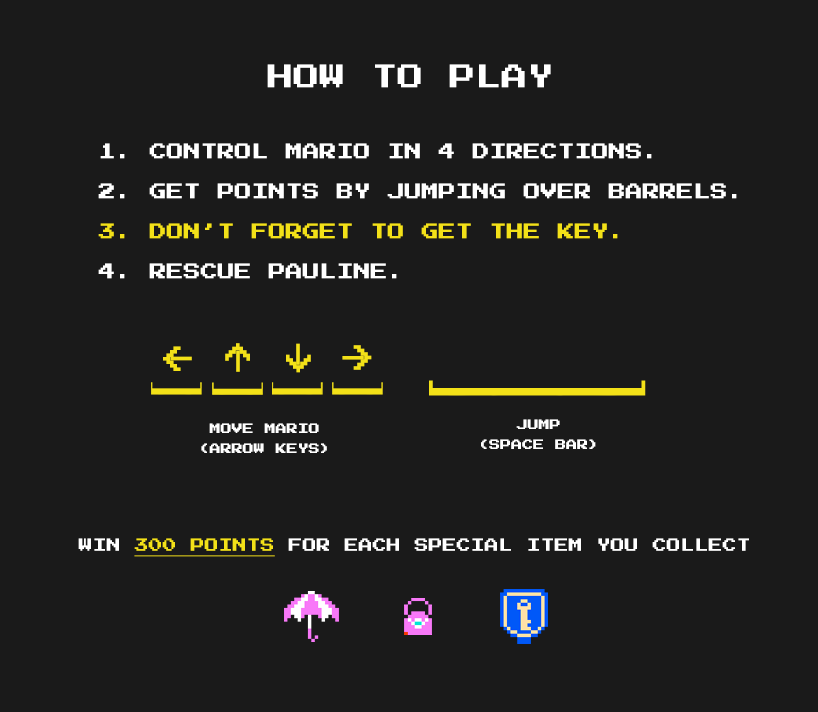 HOW TO PLAY
1. CONTROL MARIO IN 4 DIRECTIONS.
2. GET POINTS BY JUMPING OVER BARRELS.
3. DON'T FORGET TO GET THE KEY.
4. RESCUE PAULINE.
← ↑ ↓ →
MOVE MARIO
(ARROW KEYS)
JUMP
(SPACE BAR)
WIN 300 POINTS FOR EACH SPECIAL ITEM YOU COLLECT